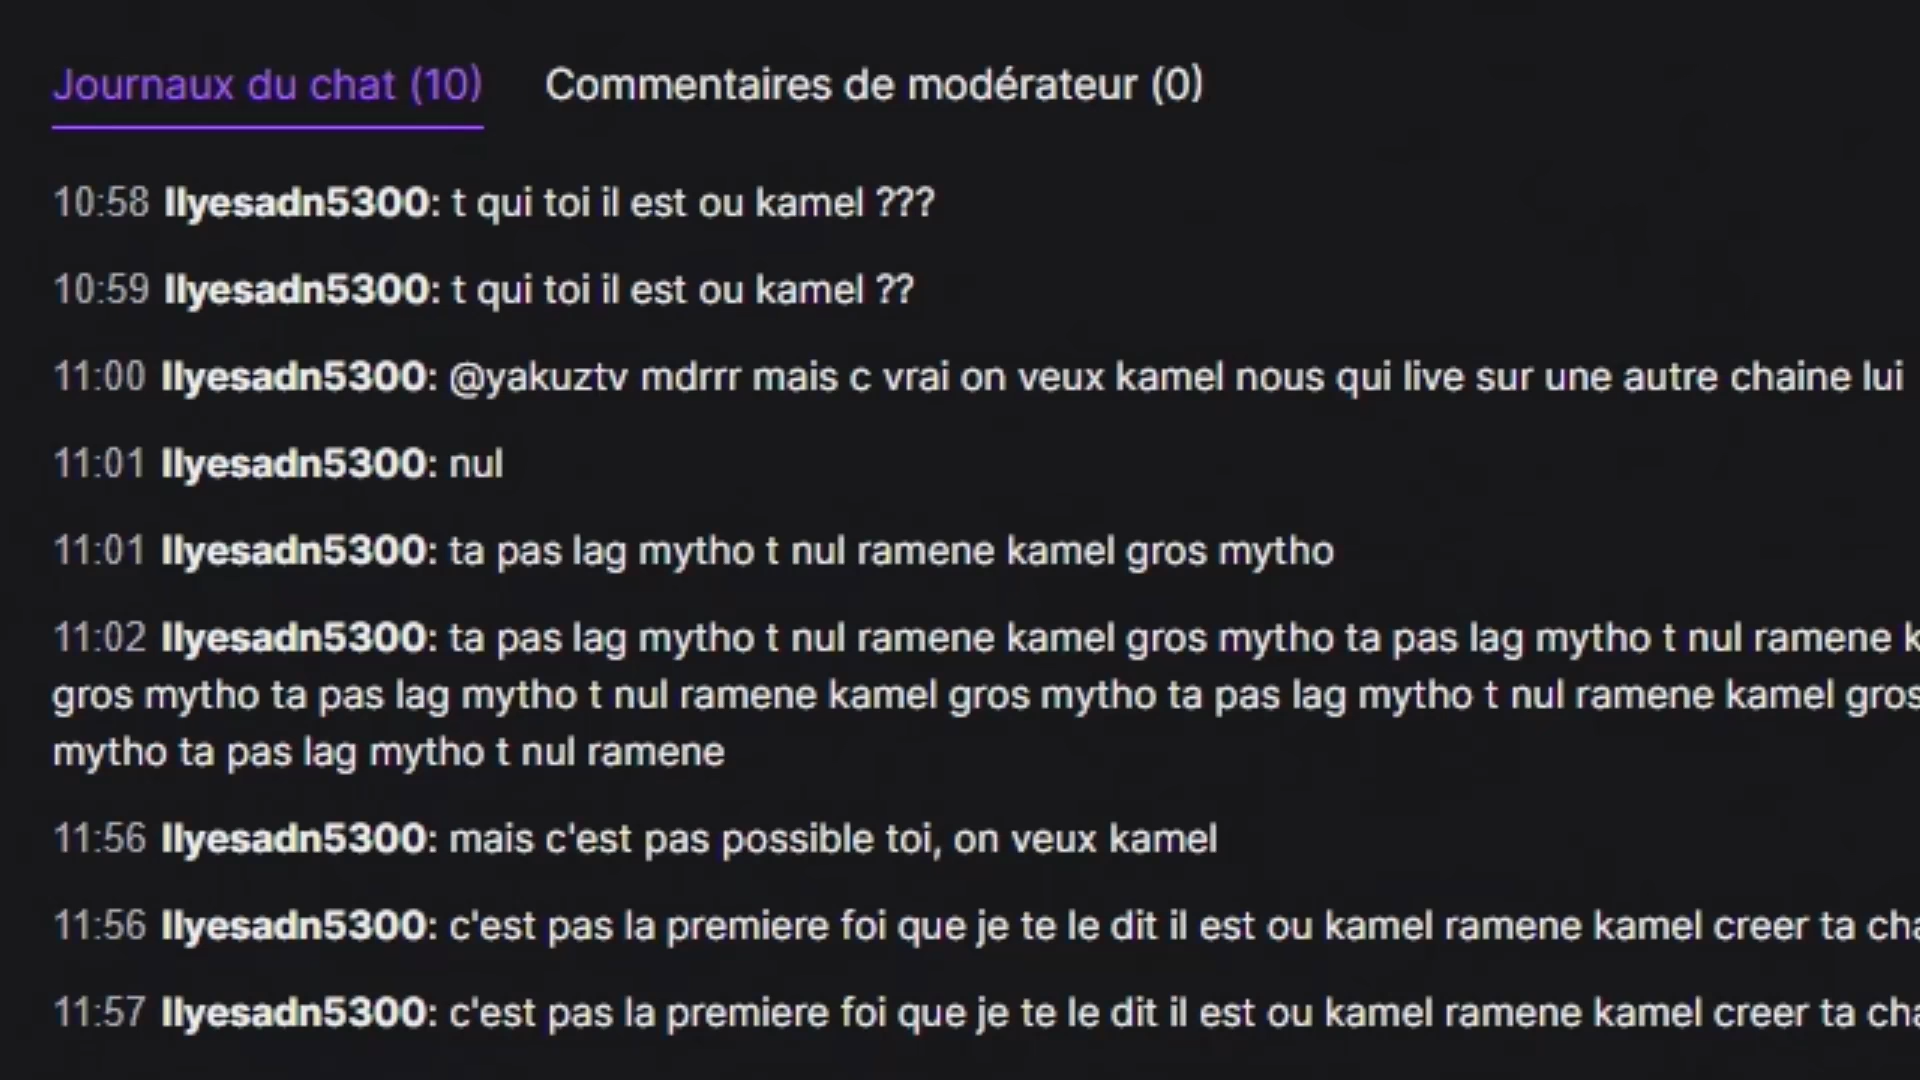 Journaux du chat (10) Commentaires de modérateur (0)
10:58 Ilyesadn5300: t qui toi il est ou kamel ???
10:59 Ilyesadn5300: t qui toi il est ou kamel ??
11:00 Ilyesadn5300: @yakuztv mdrrr mais c vrai on veux kamel nous qui live sur une autre chaine lui
11:01 Ilyesadn5300: nul
11:01 Ilyesadn5300: ta pas lag mytho t nul ramene kamel gros mytho
11:02 Ilyesadn5300: ta pas lag mytho t nul ramene kamel gros mytho ta pas lag mytho t nul ramene
gros mytho ta pas lag mytho t nul ramene kamel gros mytho ta pas lag mytho t nul ramene kamel gros
mytho ta pas lag mytho t nul ramene
11:56 Ilyesadn5300: mais c'est pas possible toi, on veux kamel
11:56 Ilyesadn5300: c'est pas la premiere foi que je te le dit il est ou kamel ramene kamel creer ta
11:57 Ilyesadn5300: c'est pas la premiere foi que je te le dit il est ou kamel ramene kamel creer ta